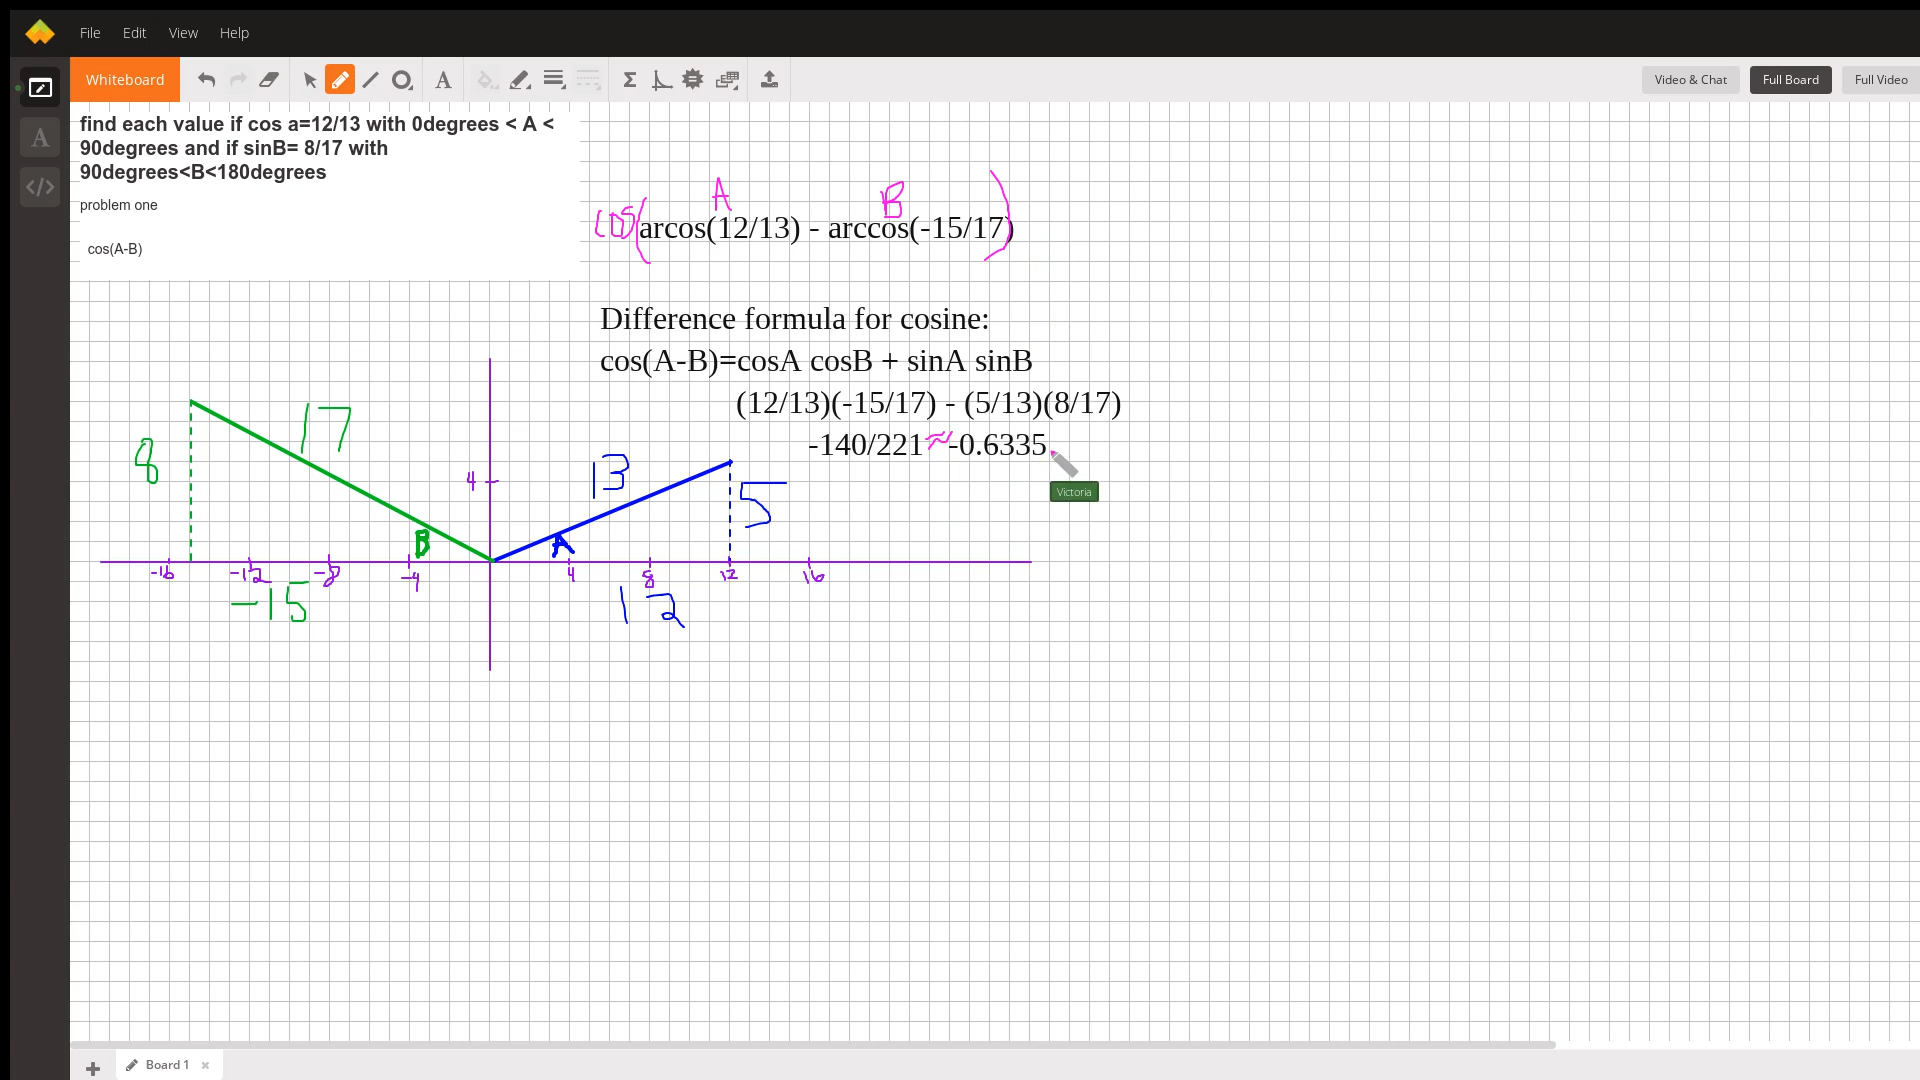 File Edit View Help
Whiteboard
Video & Chat Full Board Full Video
find each value if cos a=12/13 with 0degrees < A <
90degrees and if sinB= 8/17 with
90degrees<B<180degrees
problem one
cos(A-B)
A B
cos( arcos(12/13) - arccos(-15/17) )
Difference formula for cosine:
cos(A-B)=cosA cosB + sinA sinB
(12/13)(-15/17) - (5/13)(8/17)
-140/221 ≈ -0.6335
Victoria
17
8
13
5
4
B A
-16 -12 -8 -4 4 8 12 16
-15 12
Board 1